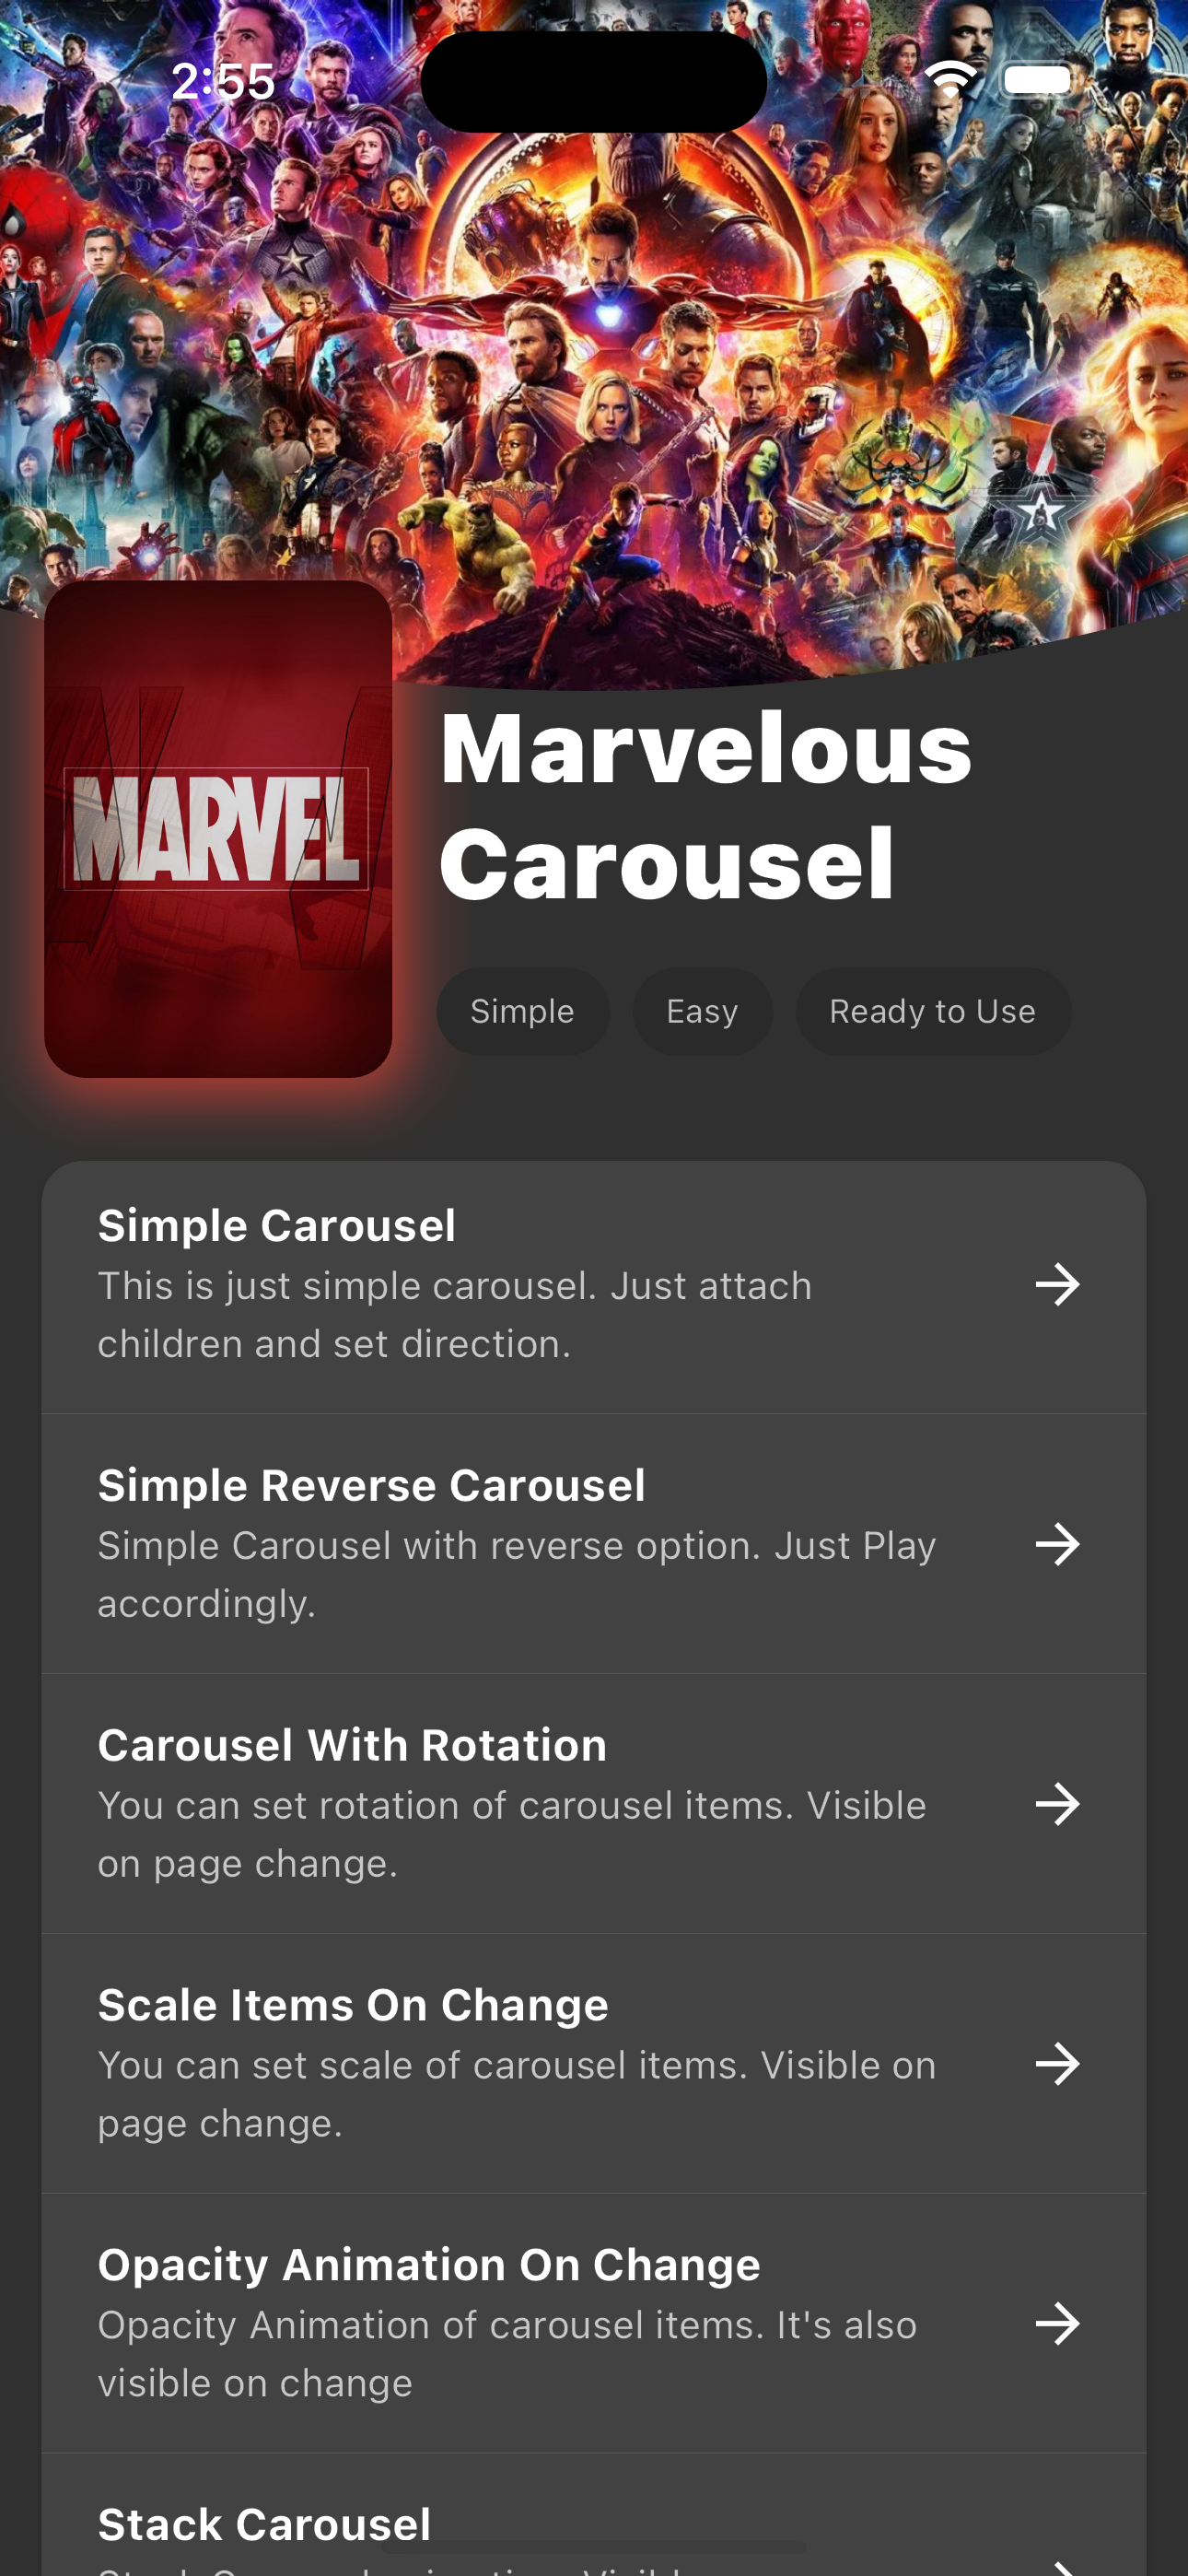 2:55
MARVEL
Marvelous
Carousel
Simple
Easy
Ready to Use
Simple Carousel
This is just simple carousel. Just attach
children and set direction.
Simple Reverse Carousel
Simple Carousel with reverse option. Just Play
accordingly.
Carousel With Rotation
You can set rotation of carousel items. Visible
on page change.
Scale Items On Change
You can set scale of carousel items. Visible on
page change.
Opacity Animation On Change
Opacity Animation of carousel items. It's also
visible on change
Stack Carousel